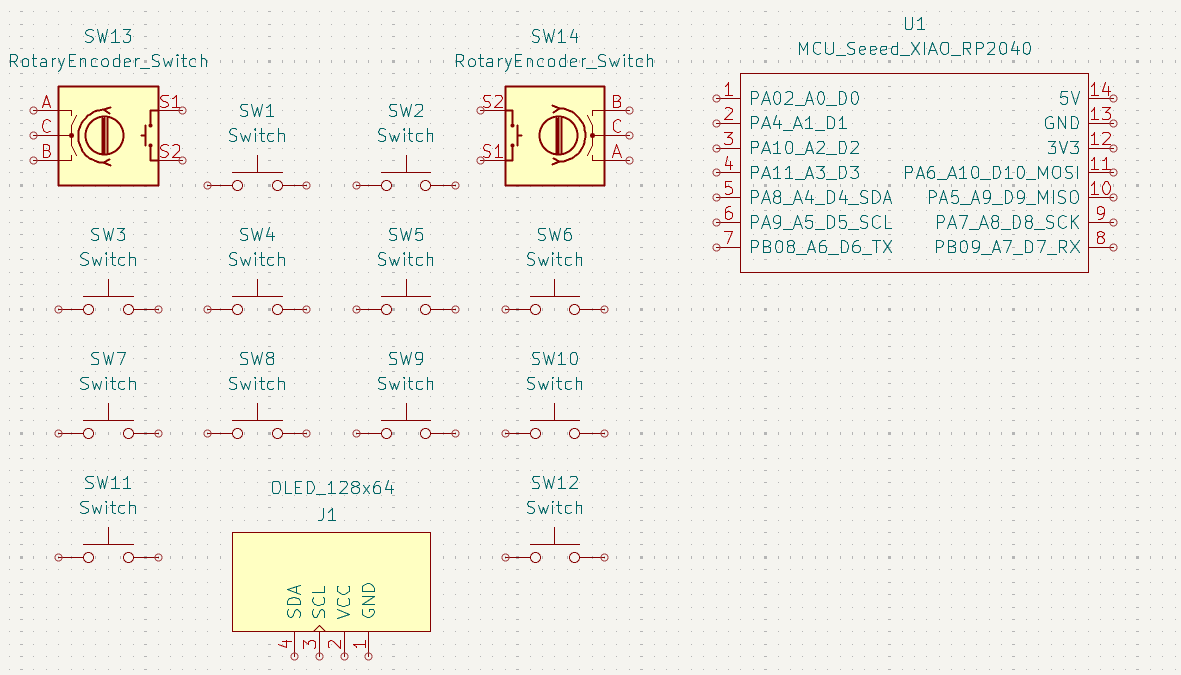 SW13
RotaryEncoder_Switch
A
C
B
S1
S2
SW1
Switch
SW2
Switch
SW14
RotaryEncoder_Switch
S2
S1
B
C
A
U1
MCU_Seeed_XIAO_RP2040
1 PA02_A0_D0 5V 14
2 PA4_A1_D1 GND 13
3 PA10_A2_D2 3V3 12
4 PA11_A3_D3 PA6_A10_D10_MOSI 11
5 PA8_A4_D4_SDA PA5_A9_D9_MISO 10
6 PA9_A5_D5_SCL PA7_A8_D8_SCK 9
7 PB08_A6_D6_TX PB09_A7_D7_RX 8
SW3
Switch
SW4
Switch
SW5
Switch
SW6
Switch
SW7
Switch
SW8
Switch
SW9
Switch
SW10
Switch
SW11
Switch
OLED_128x64
J1
SDA
SCL
VCC
GND
4
3
2
1
SW12
Switch